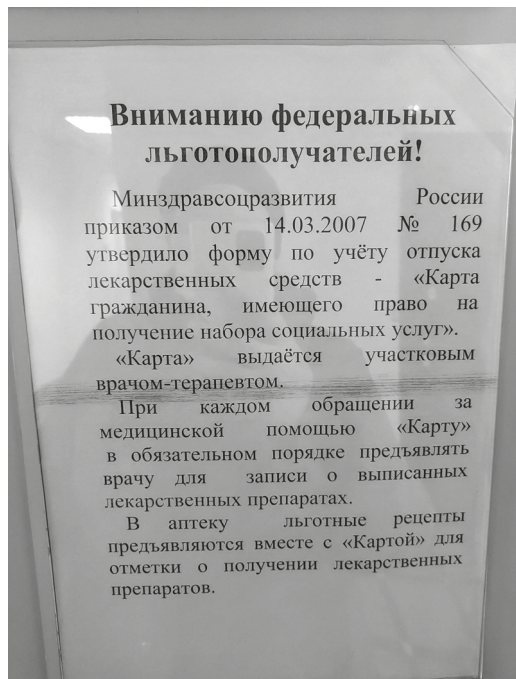 Вниманию федеральных
льготополучателей!
Минздравсоцразвития России
приказом от 14.03.2007 № 169
утвердило форму по учёту отпуска
лекарственных средств - «Карта
гражданина, имеющего право на
получение набора социальных услуг».
«Карта» выдаётся участковым
врачом-терапевтом.
При каждом обращении за
медицинской помощью «Карту»
в обязательном порядке предъявлять
врачу для записи о выписанных
лекарственных препаратах.
В аптеку льготные рецепты
предъявляются вместе с «Картой» для
отметки о получении лекарственных
препаратов.